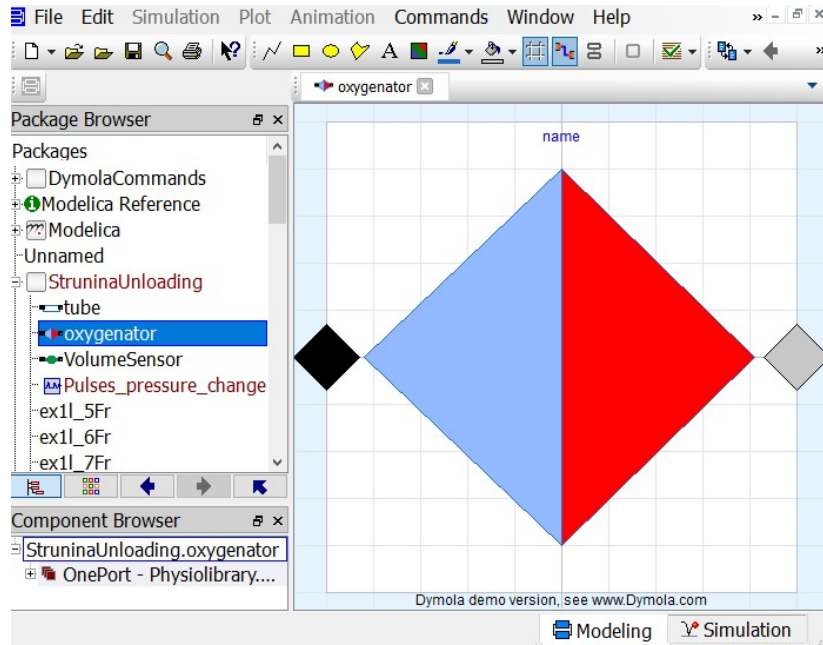 File Edit Simulation Plot Animation Commands Window Help
oxygenator
Package Browser
Packages
DymolaCommands
Modelica Reference
Modelica
Unnamed
StruninaUnloading
tube
oxygenator
VolumeSensor
Pulses_pressure_change
ex1l_5Fr
ex1l_6Fr
ex1l_7Fr
Component Browser
StruninaUnloading.oxygenator
OnePort - Physiolibrary....
name
Dymola demo version, see www.Dymola.com
Modeling Simulation